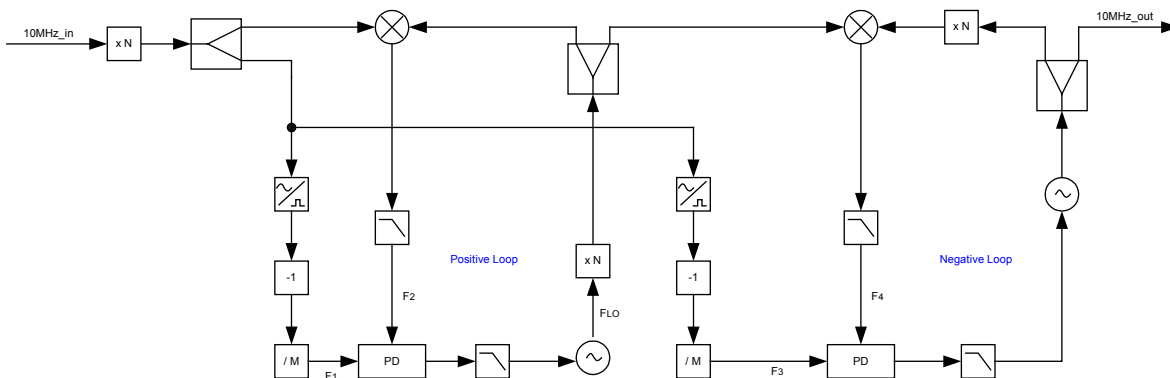 10MHz_in
x N
x N
10MHz_out
Positive Loop
Negative Loop
x N
-1
-1
F2
F4
FLO
/ M
F1
PD
/ M
F3
PD